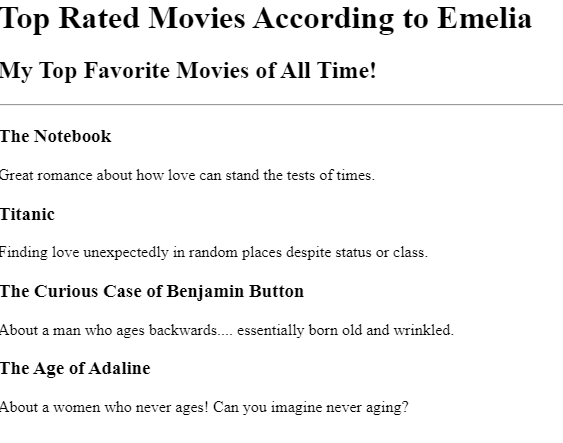 Top Rated Movies According to Emelia
My Top Favorite Movies of All Time!
The Notebook
Great romance about how love can stand the tests of times.
Titanic
Finding love unexpectedly in random places despite status or class.
The Curious Case of Benjamin Button
About a man who ages backwards.... essentially born old and wrinkled.
The Age of Adaline
About a women who never ages! Can you imagine never aging?